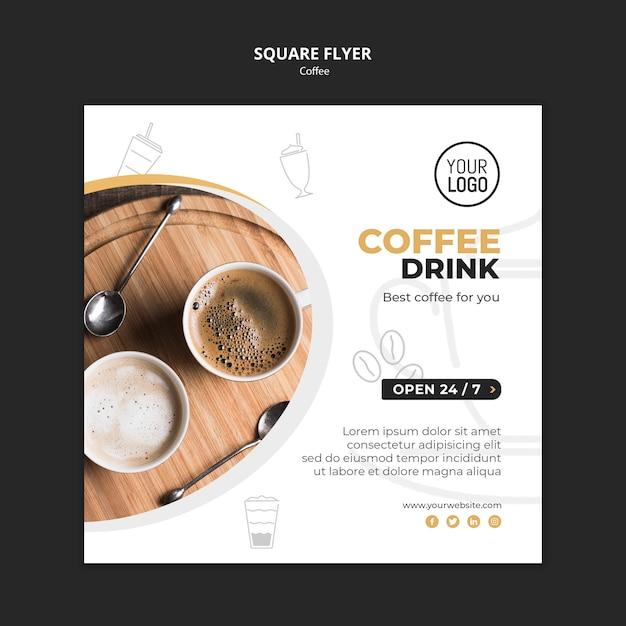 SQUARE FLYER
Coffee
YOUR
LOGO
COFFEE
DRINK
Best coffee for you
OPEN 24 / 7 >
Lorem ipsum dolor sit amet
consectetur adipisicing elit
sed do eiusmod tempor incididunt
ut labore et dolore magna aliqua
www.yourwebsite.com